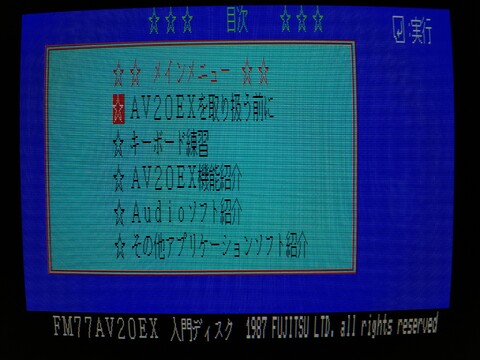 ☆☆☆ 目次 ☆☆☆
⏎:実行
☆☆ メインメニュー ☆☆
☆ AV20EXを取り扱う前に
☆ キーボード練習
☆ AV20EX機能紹介
☆ Audioソフト紹介
☆ その他アプリケーションソフト紹介
FM77AV20EX 入門ディスク 1987 FUJITSU LTD. all rights reserved